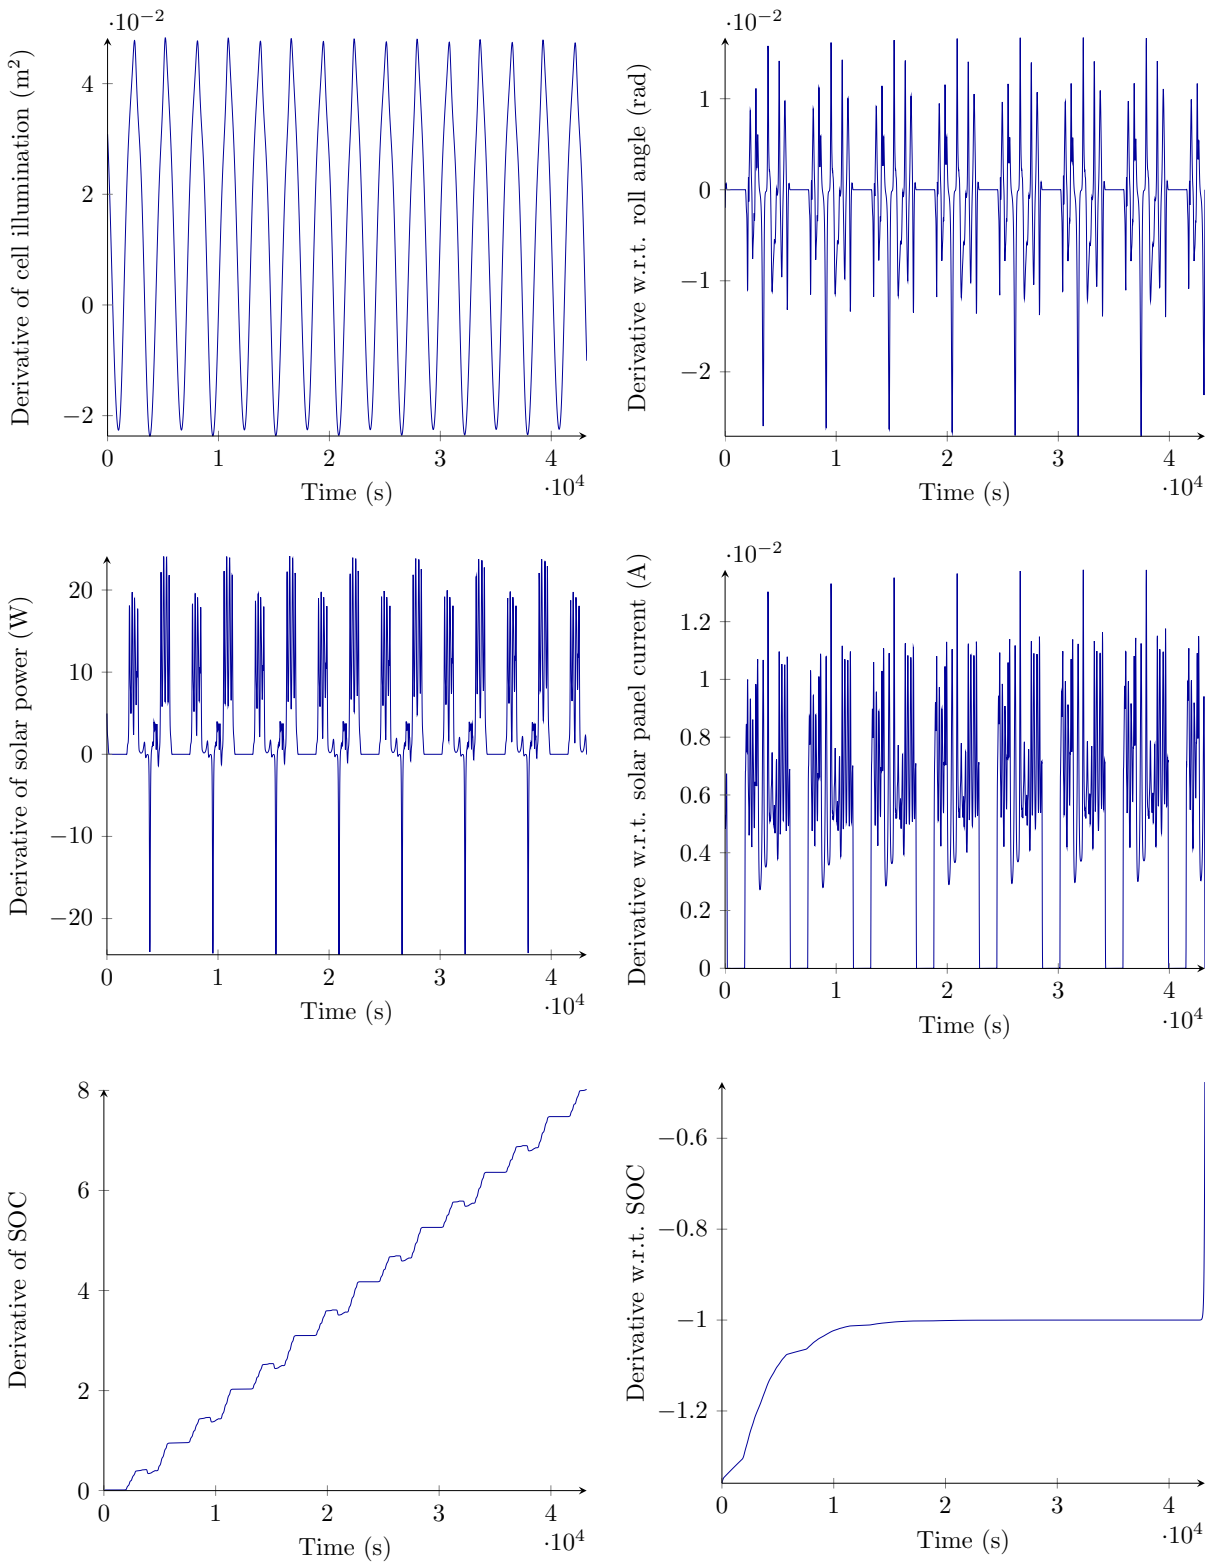 ·10⁻²
Derivative of cell illumination (m²)
4
2
0
−2
0 1 2 3 4
·10⁴
Time (s)
·10⁻²
Derivative w.r.t. roll angle (rad)
1
0
−1
−2
0 1 2 3 4
·10⁴
Time (s)
Derivative of solar power (W)
20
10
0
−10
−20
0 1 2 3 4
·10⁴
Time (s)
·10⁻²
Derivative w.r.t. solar panel current (A)
1.2
1
0.8
0.6
0.4
0.2
0
0 1 2 3 4
·10⁴
Time (s)
Derivative of SOC
8
6
4
2
0
0 1 2 3 4
·10⁴
Time (s)
Derivative w.r.t. SOC
−0.6
−0.8
−1
−1.2
0 1 2 3 4
·10⁴
Time (s)